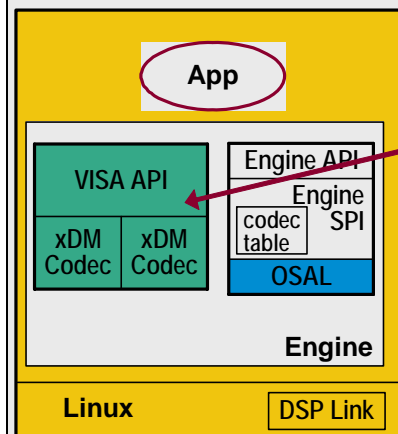 App
VISA API
xDM
Codec
xDM
Codec
Engine API
Engine
SPI
codec
table
OSAL
Engine
Linux
DSP Link